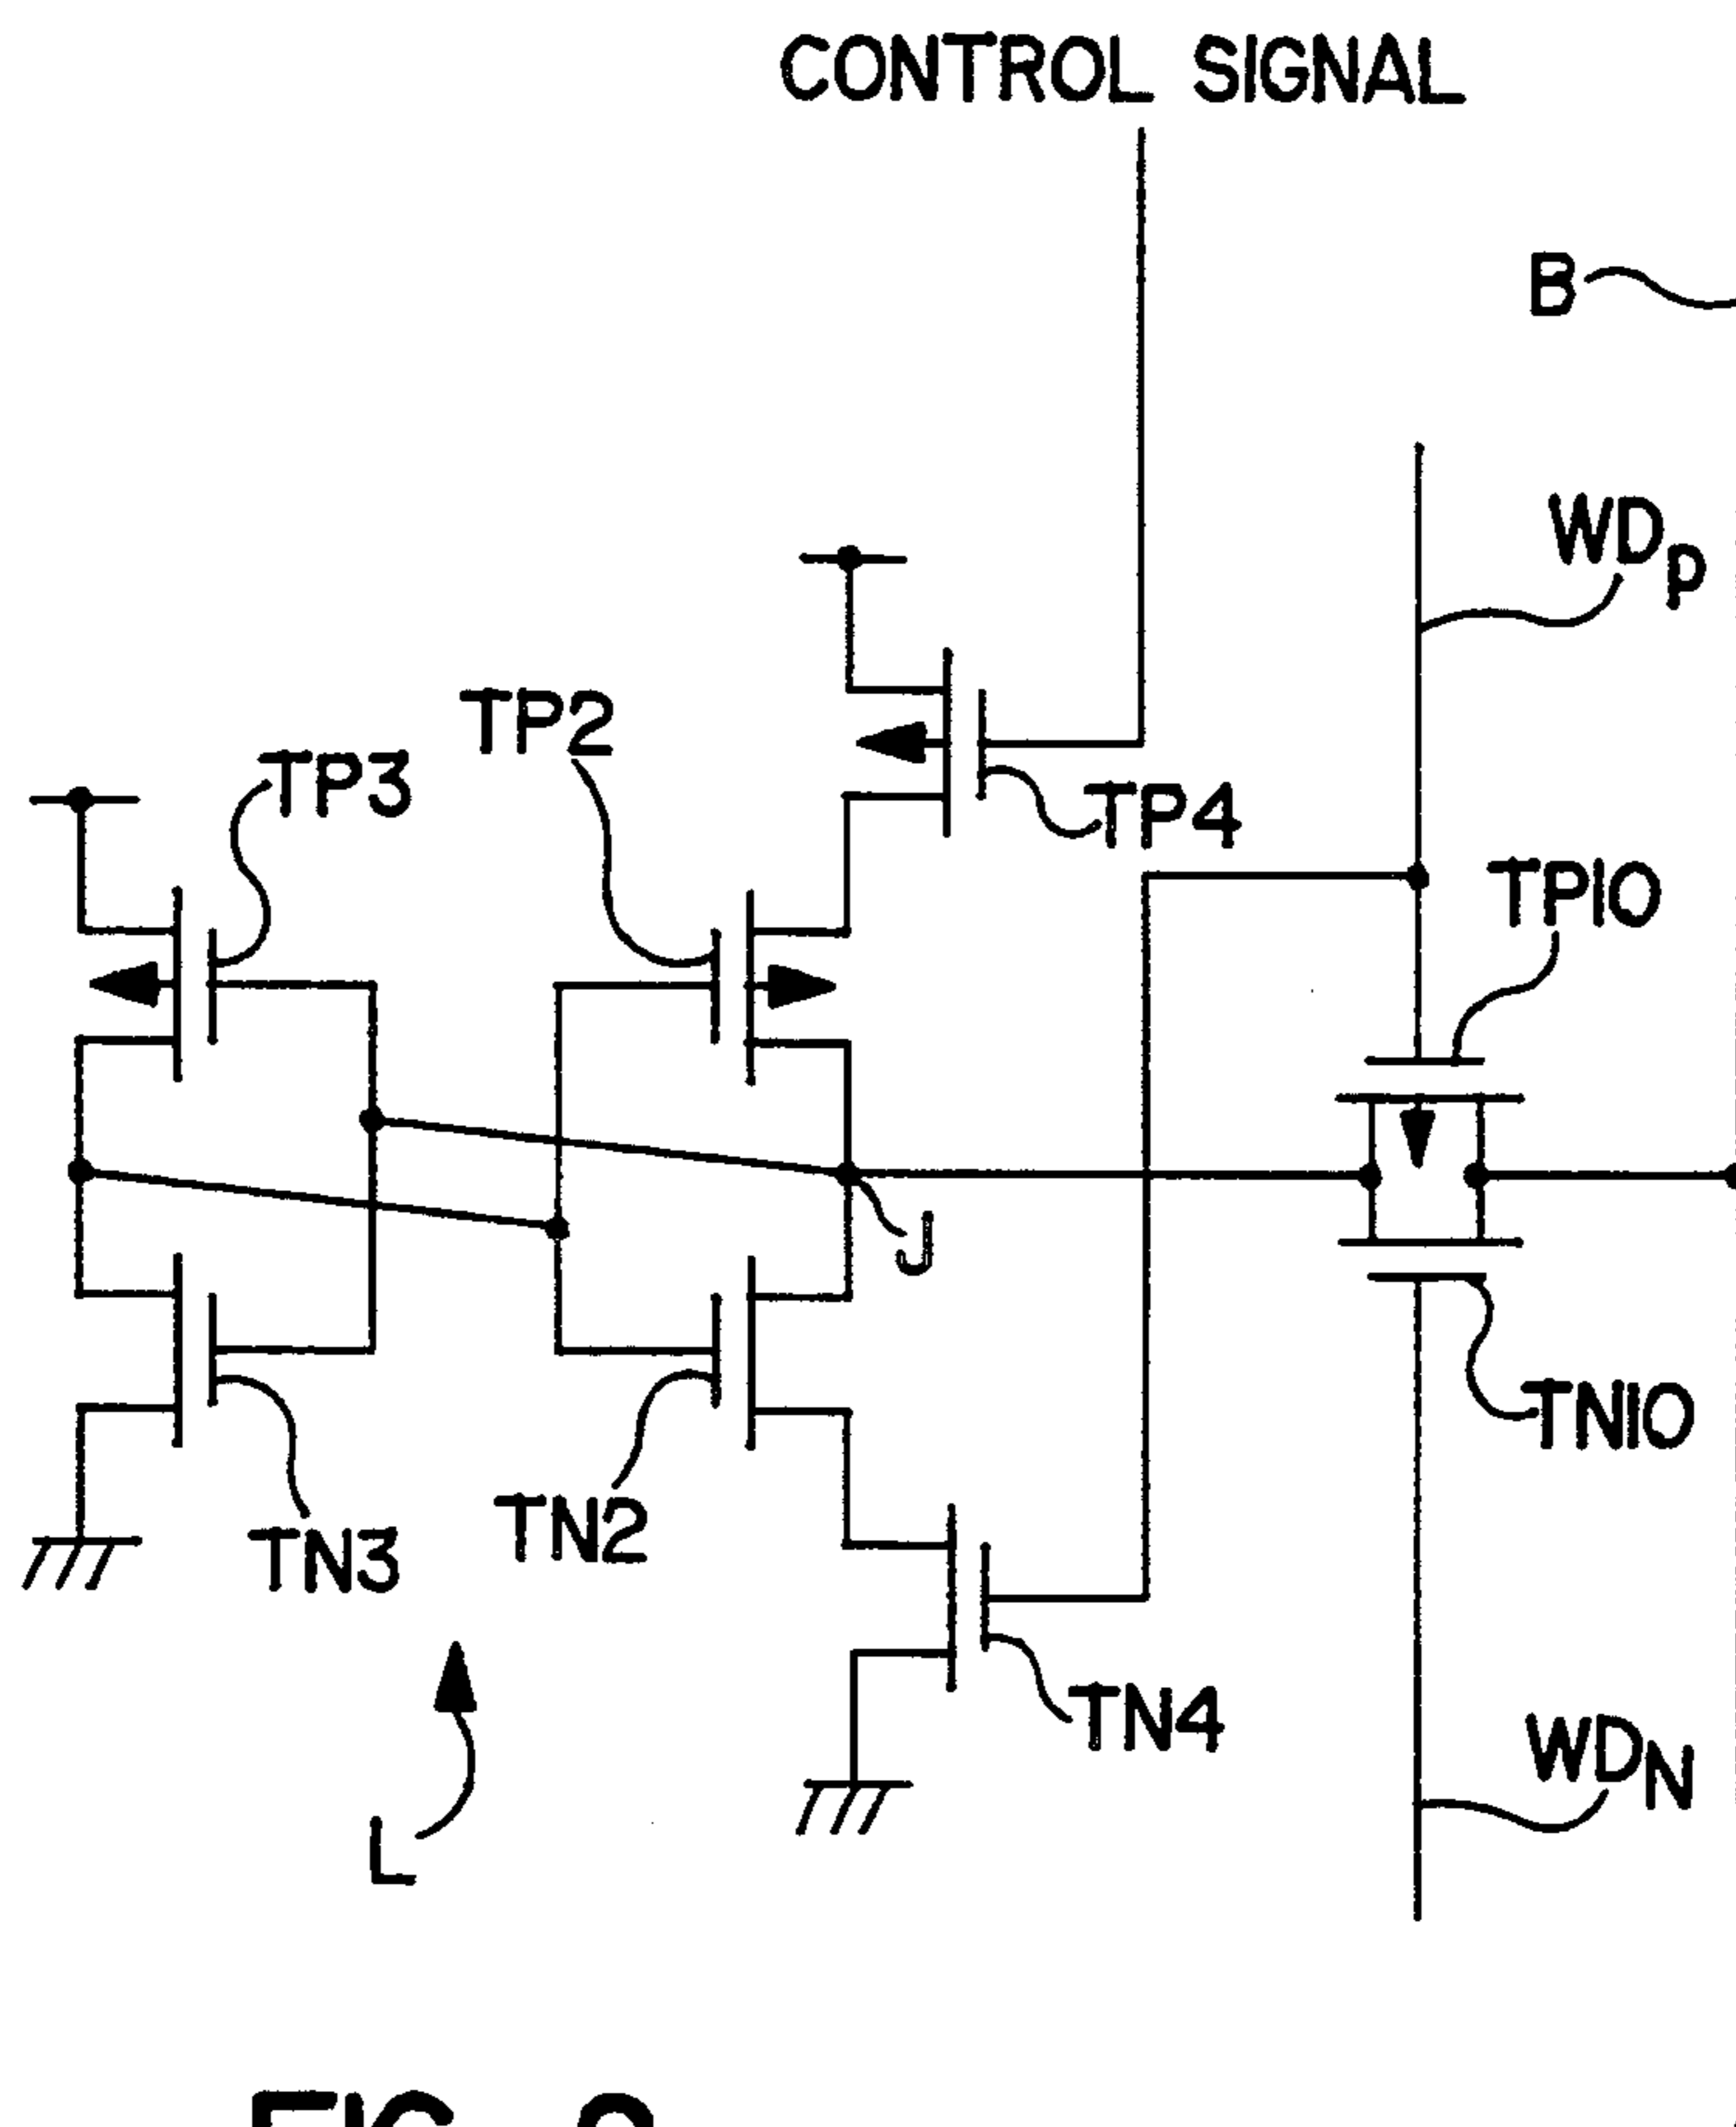 CONTROL SIGNAL
B
WDp
TP2
TP3
TP4
TP10
J
TN10
TN2
TN3
TN4
WDN
L